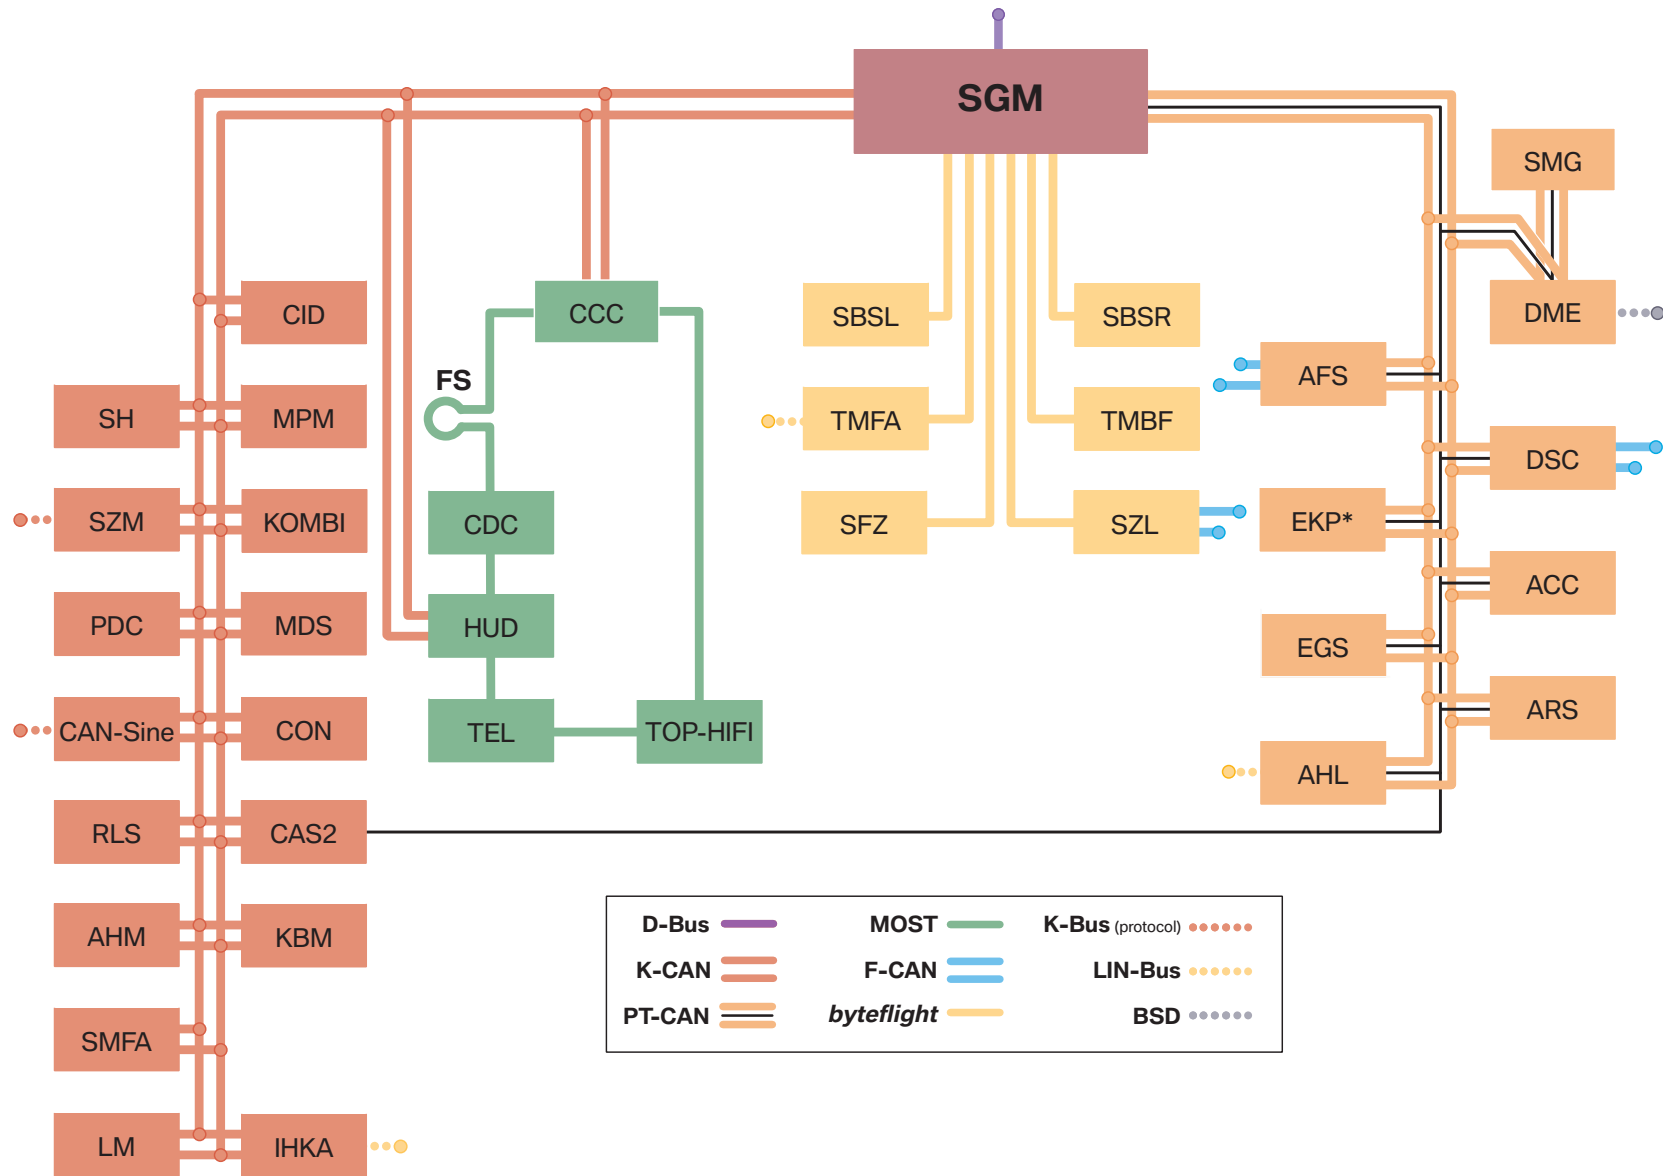 SGM
SMG
CID
CCC
SBSL
SBSR
DME
FS
AFS
SH
MPM
TMFA
TMBF
DSC
SZM
KOMBI
CDC
SFZ
SZL
EKP*
ACC
PDC
MDS
HUD
EGS
CAN-Sine
CON
TEL
TOP-HIFI
ARS
AHL
RLS
CAS2
AHM
KBM
SMFA
LM
IHKA
D-Bus
MOST
K-Bus (protocol)
K-CAN
F-CAN
LIN-Bus
PT-CAN
byteflight
BSD